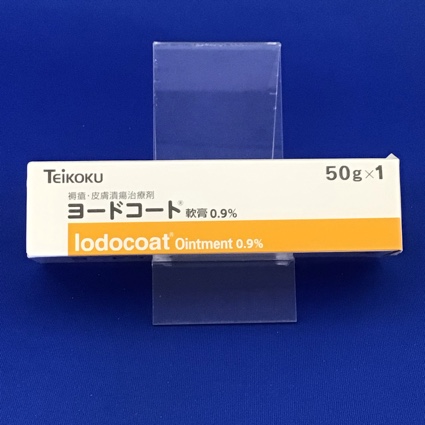 TEIKOKU
50g×1
褥瘡・皮膚潰瘍治療剤
ヨードコート® 軟膏 0.9%
Iodocoat® Ointment 0.9%